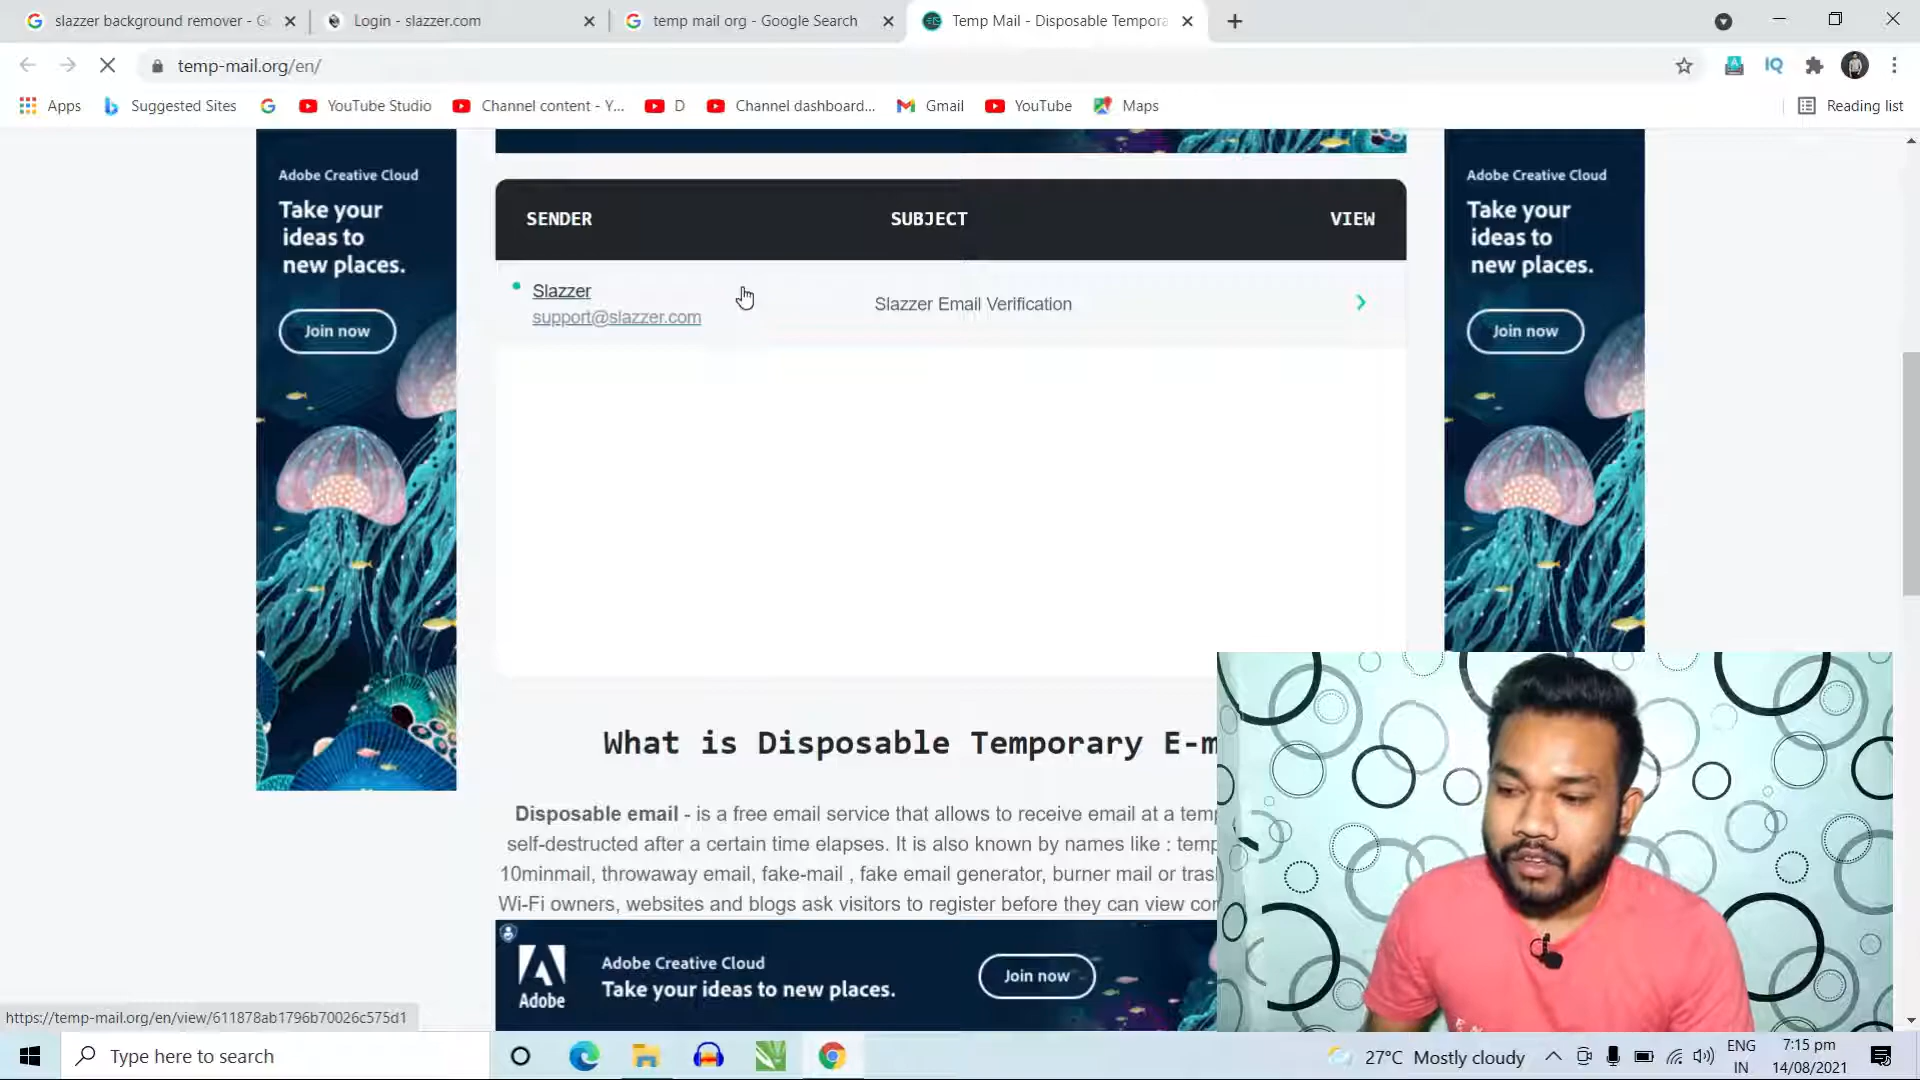 slazzer background remover - G
Login - slazzer.com
temp mail org - Google Search
Temp Mail - Disposable Tempora
temp-mail.org/en/
IQ
Apps
Suggested Sites
YouTube Studio
Channel content - Y...
D
Channel dashboard...
Gmail
YouTube
Maps
Reading list
Adobe Creative Cloud
Take your
ideas to
new places.
Join now
SENDER
SUBJECT
VIEW
Slazzer
support@slazzer.com
Slazzer Email Verification
Adobe Creative Cloud
Take your
ideas to
new places.
Join now
What is Disposable Temporary E-m
Disposable email - is a free email service that allows to receive email at a temp
self-destructed after a certain time elapses. It is also known by names like : temp
10minmail, throwaway email, fake-mail , fake email generator, burner mail or tras
Wi-Fi owners, websites and blogs ask visitors to register before they can view con
Adobe
Adobe Creative Cloud
Take your ideas to new places.
Join now
https://temp-mail.org/en/view/611878ab1796b70026c575d1
Type here to search
27°C Mostly cloudy
ENG
IN
7:15 pm
14/08/2021